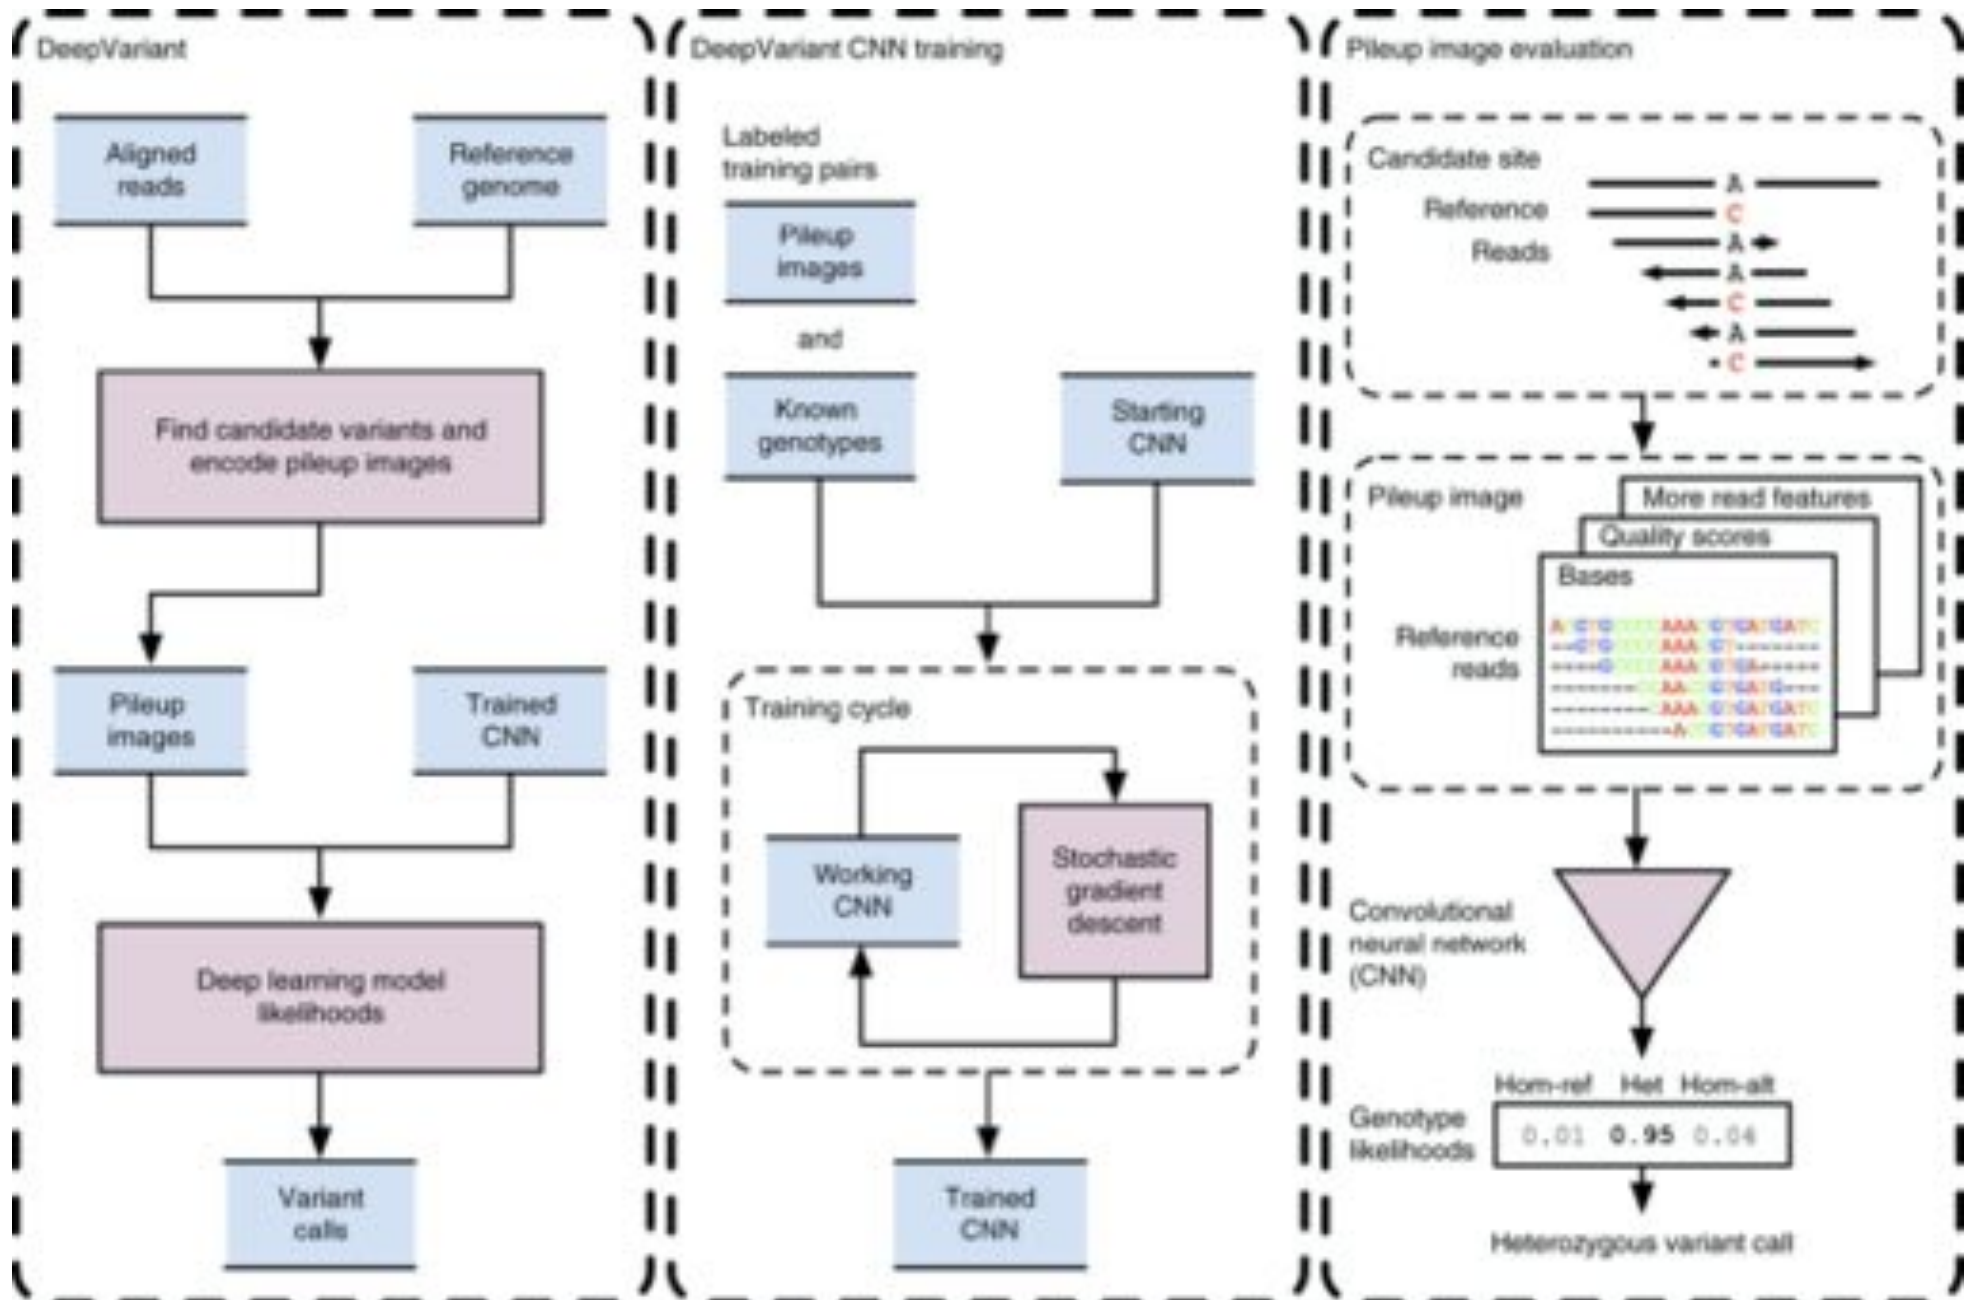 DeepVariant
Aligned
reads
Reference
genome
Find candidate variants and
encode pileup images
Pileup
images
Trained
CNN
Deep learning model
likelihoods
Variant
calls
DeepVariant CNN training
Labeled
training pairs
Pileup
images
and
Known
genotypes
Starting
CNN
Training cycle
Working
CNN
Stochastic
gradient
descent
Trained
CNN
Pileup image evaluation
Candidate site
Reference
Reads
A
C
A
A
C
A
C
Pileup image
More read features
Quality scores
Bases
Reference
reads
Convolutional
neural network
(CNN)
Hom-ref Het Hom-alt
Genotype
likelihoods
0.01 0.95 0.04
Heterozygous variant call